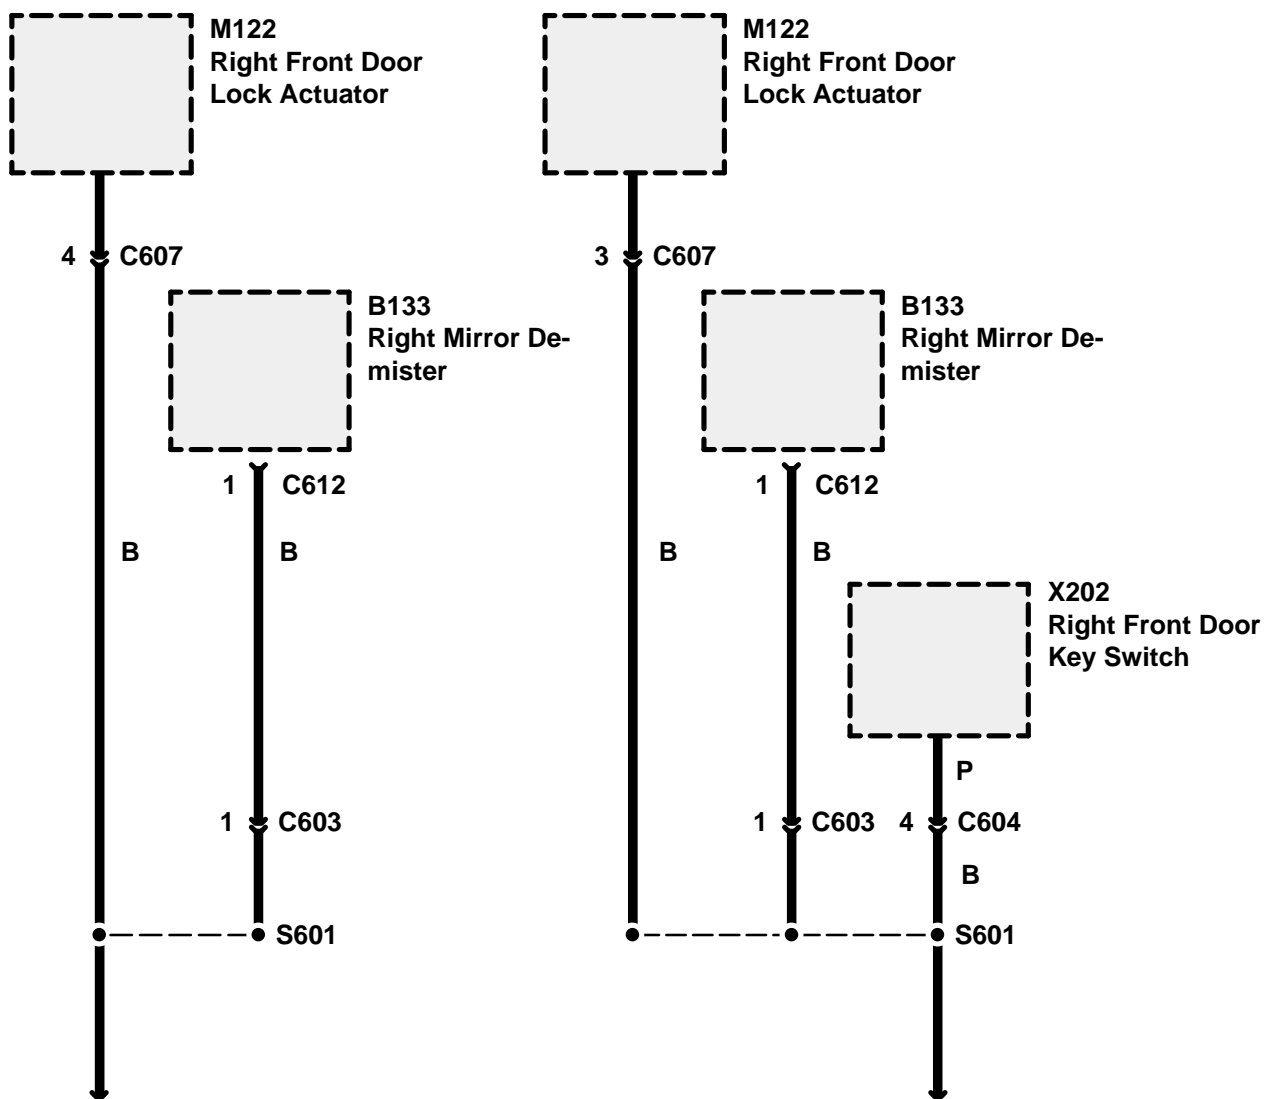 M122
Right Front Door
Lock Actuator
4 C607
B133
Right Mirror De-
mister
1 C612
B B
1 C603
S601
M122
Right Front Door
Lock Actuator
3 C607
B133
Right Mirror De-
mister
1 C612
B B
X202
Right Front Door
Key Switch
P
1 C603 4 C604
B
S601